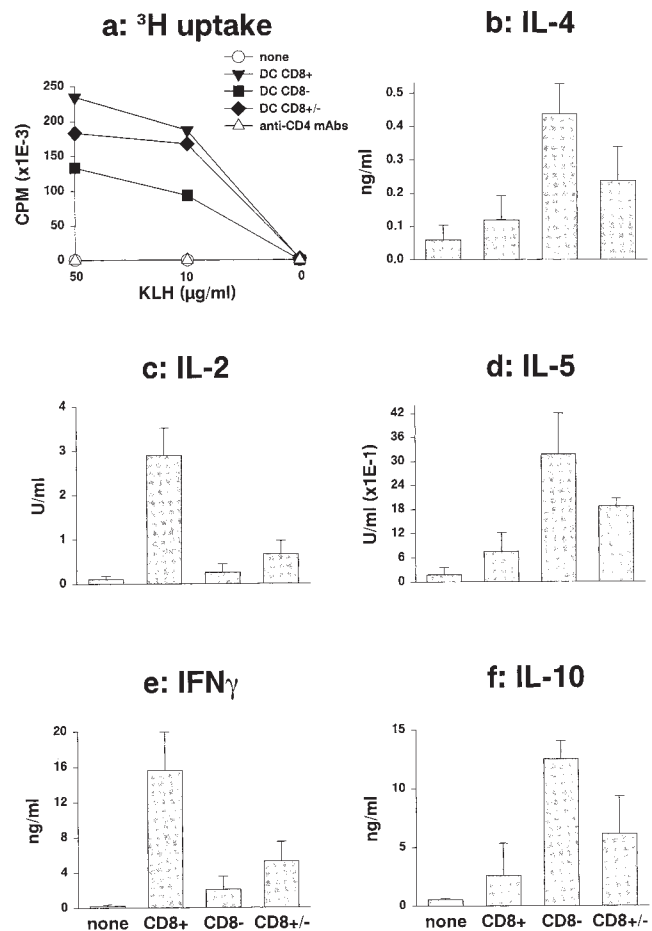 a: ³H uptake
none
DC CD8+
DC CD8-
DC CD8+/-
anti-CD4 mAbs
250
200
150
100
50
0
CPM (x1E-3)
50 10 0
KLH (µg/ml)
b: IL-4
0.5
0.4
0.3
0.2
0.1
0.0
ng/ml
c: IL-2
4
3
2
1
0
U/ml
d: IL-5
42
36
30
24
18
12
6
0
U/ml (x1E-1)
e: IFNγ
20
16
12
8
4
0
ng/ml
none CD8+ CD8- CD8+/-
f: IL-10
15
10
5
0
ng/ml
none CD8+ CD8- CD8+/-